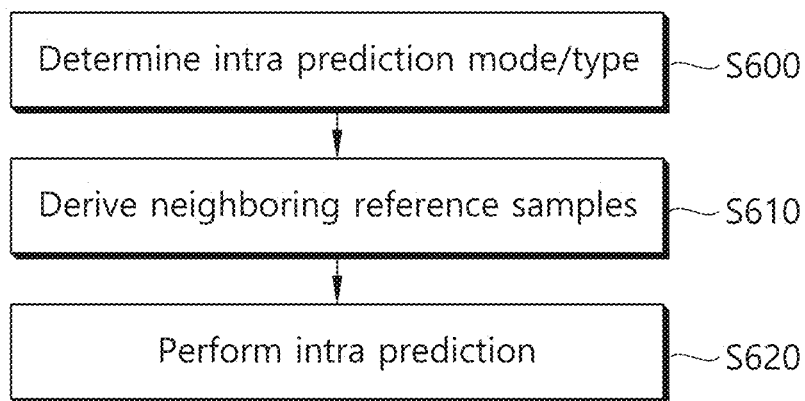 Determine intra prediction mode/type S600
Derive neighboring reference samples S610
Perform intra prediction S620